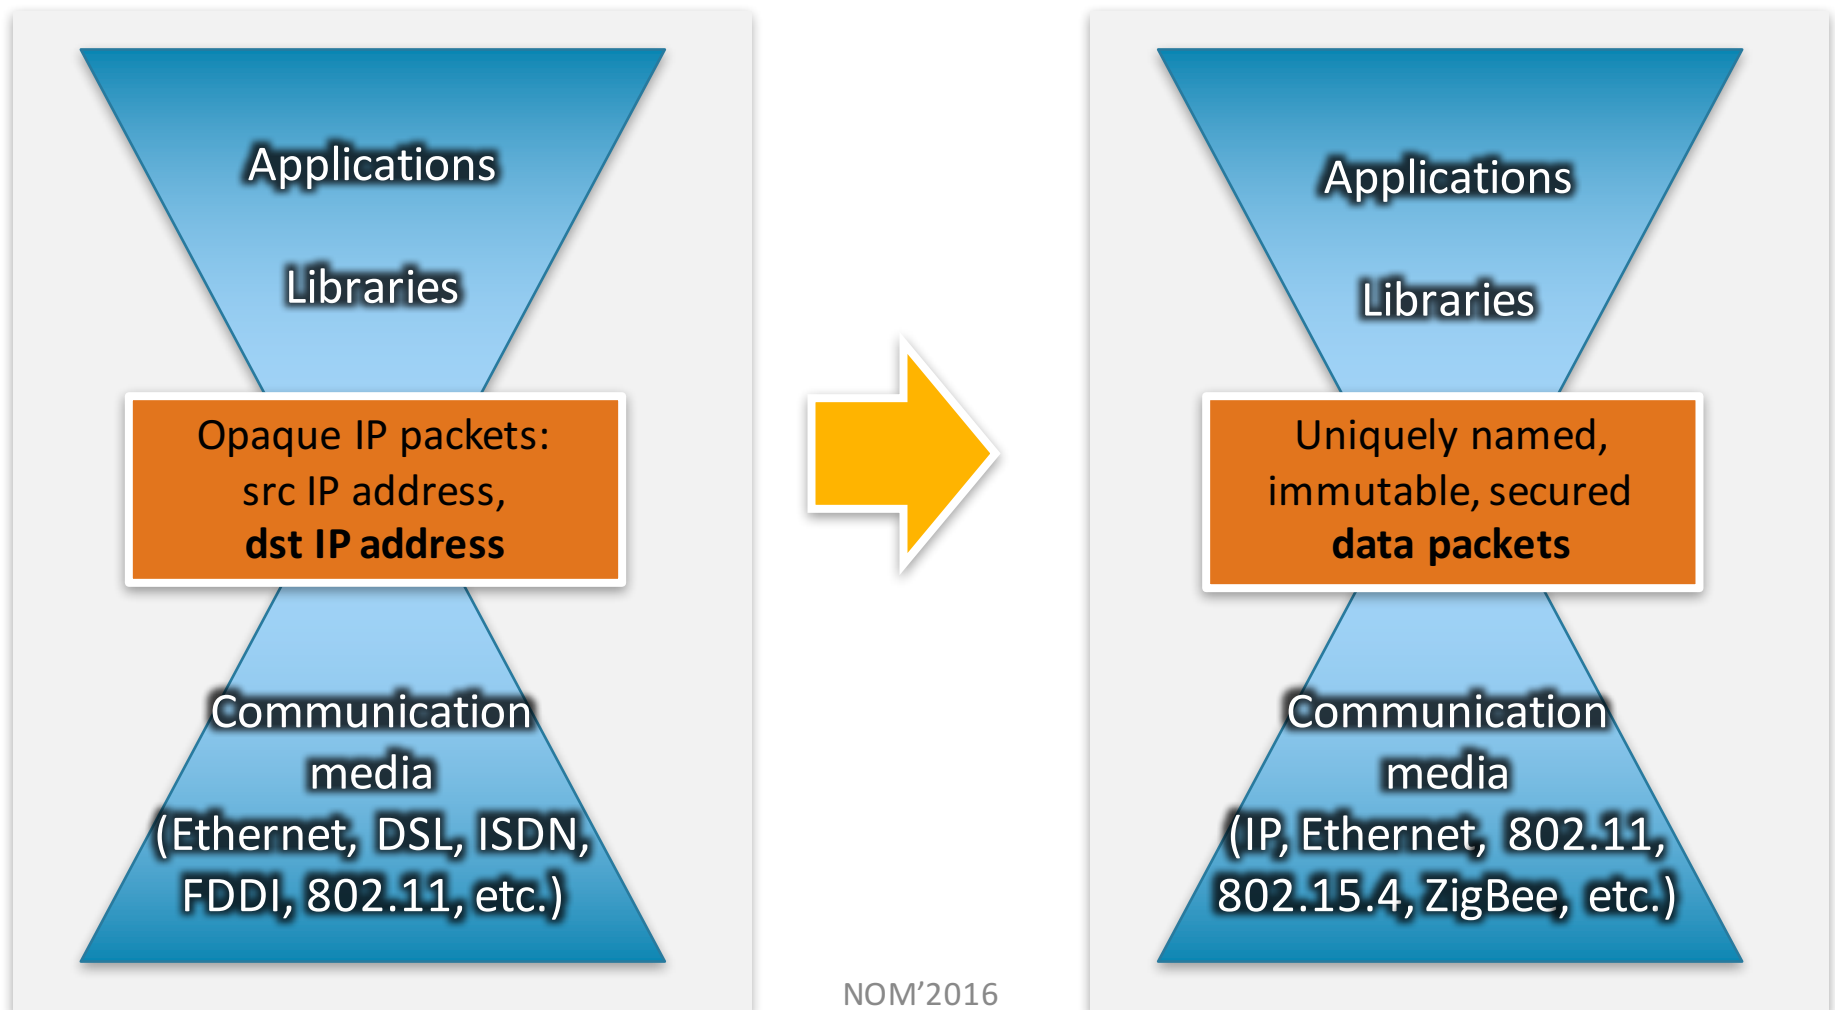 Applications
Libraries
Opaque IP packets:
src IP address,
dst IP address
Communication
media
(Ethernet, DSL, ISDN,
FDDI, 802.11, etc.)
Applications
Libraries
Uniquely named,
immutable, secured
data packets
Communication
media
(IP, Ethernet, 802.11,
802.15.4, ZigBee, etc.)
NOM’2016